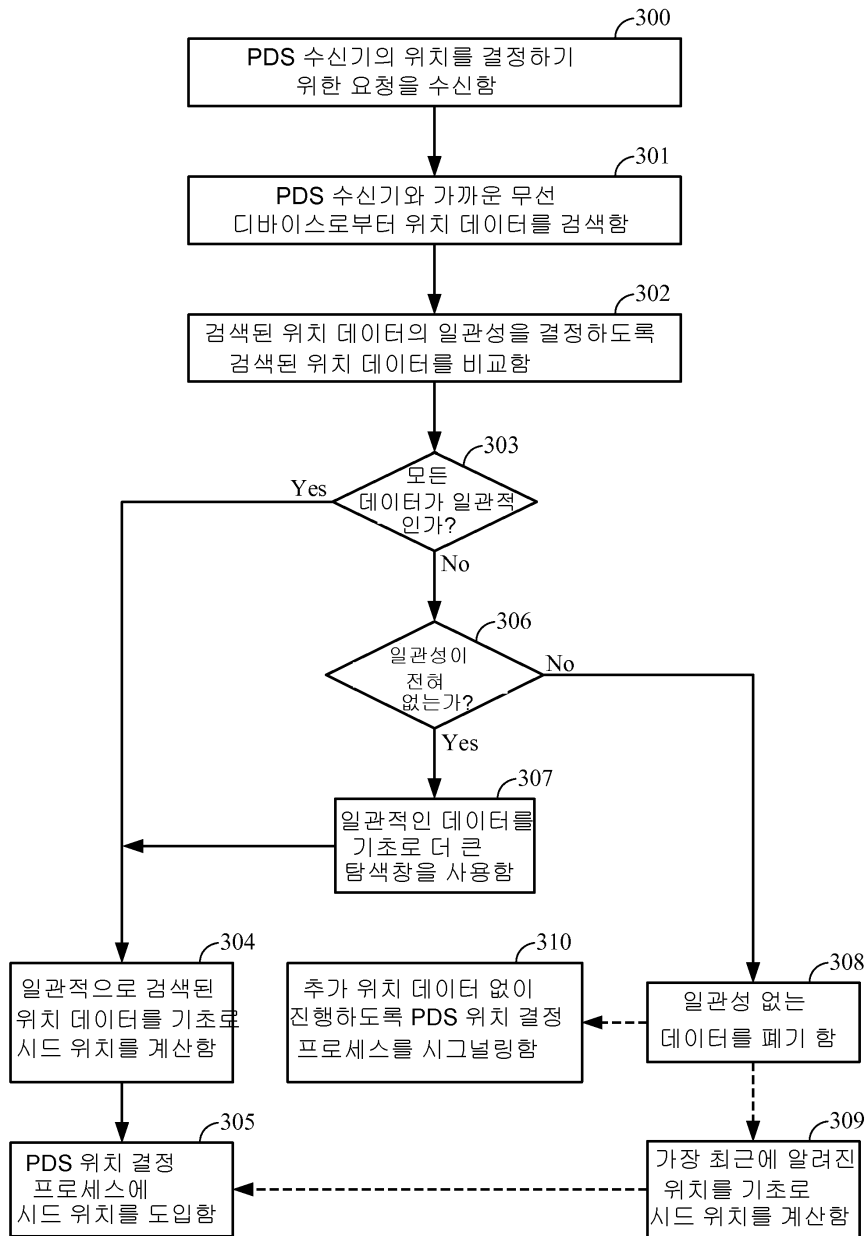 300
PDS 수신기의 위치를 결정하기
위한 요청을 수신함
301
PDS 수신기와 가까운 무선
디바이스로부터 위치 데이터를 검색함
302
검색된 위치 데이터의 일관성을 결정하도록
검색된 위치 데이터를 비교함
303
모든
데이터가 일관적
인가?
Yes
No
306
일관성이
전혀
없는가?
No
Yes
307
일관적인 데이터를
기초로 더 큰
탐색창을 사용함
304
일관적으로 검색된
위치 데이터를 기초로
시드 위치를 계산함
310
추가 위치 데이터 없이
진행하도록 PDS 위치 결정
프로세스를 시그널링함
308
일관성 없는
데이터를 폐기 함
305
PDS 위치 결정
프로세스에
시드 위치를 도입함
309
가장 최근에 알려진
위치를 기초로
시드 위치를 계산함